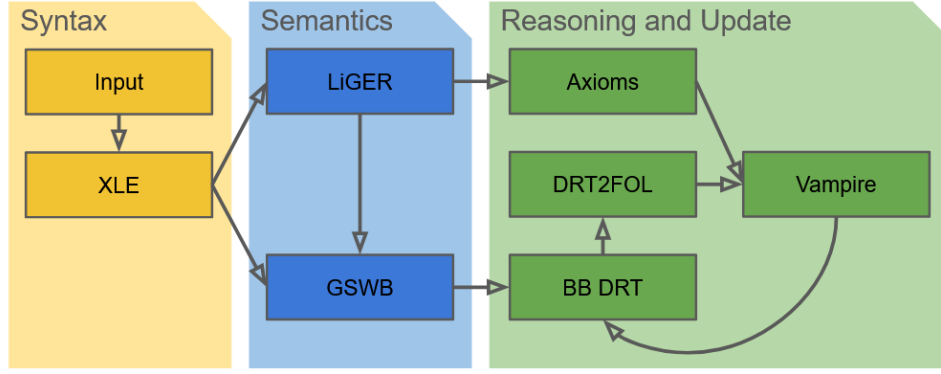 Syntax
Input
XLE
Semantics
LiGER
GSWB
Reasoning and Update
Axioms
DRT2FOL
Vampire
BB DRT